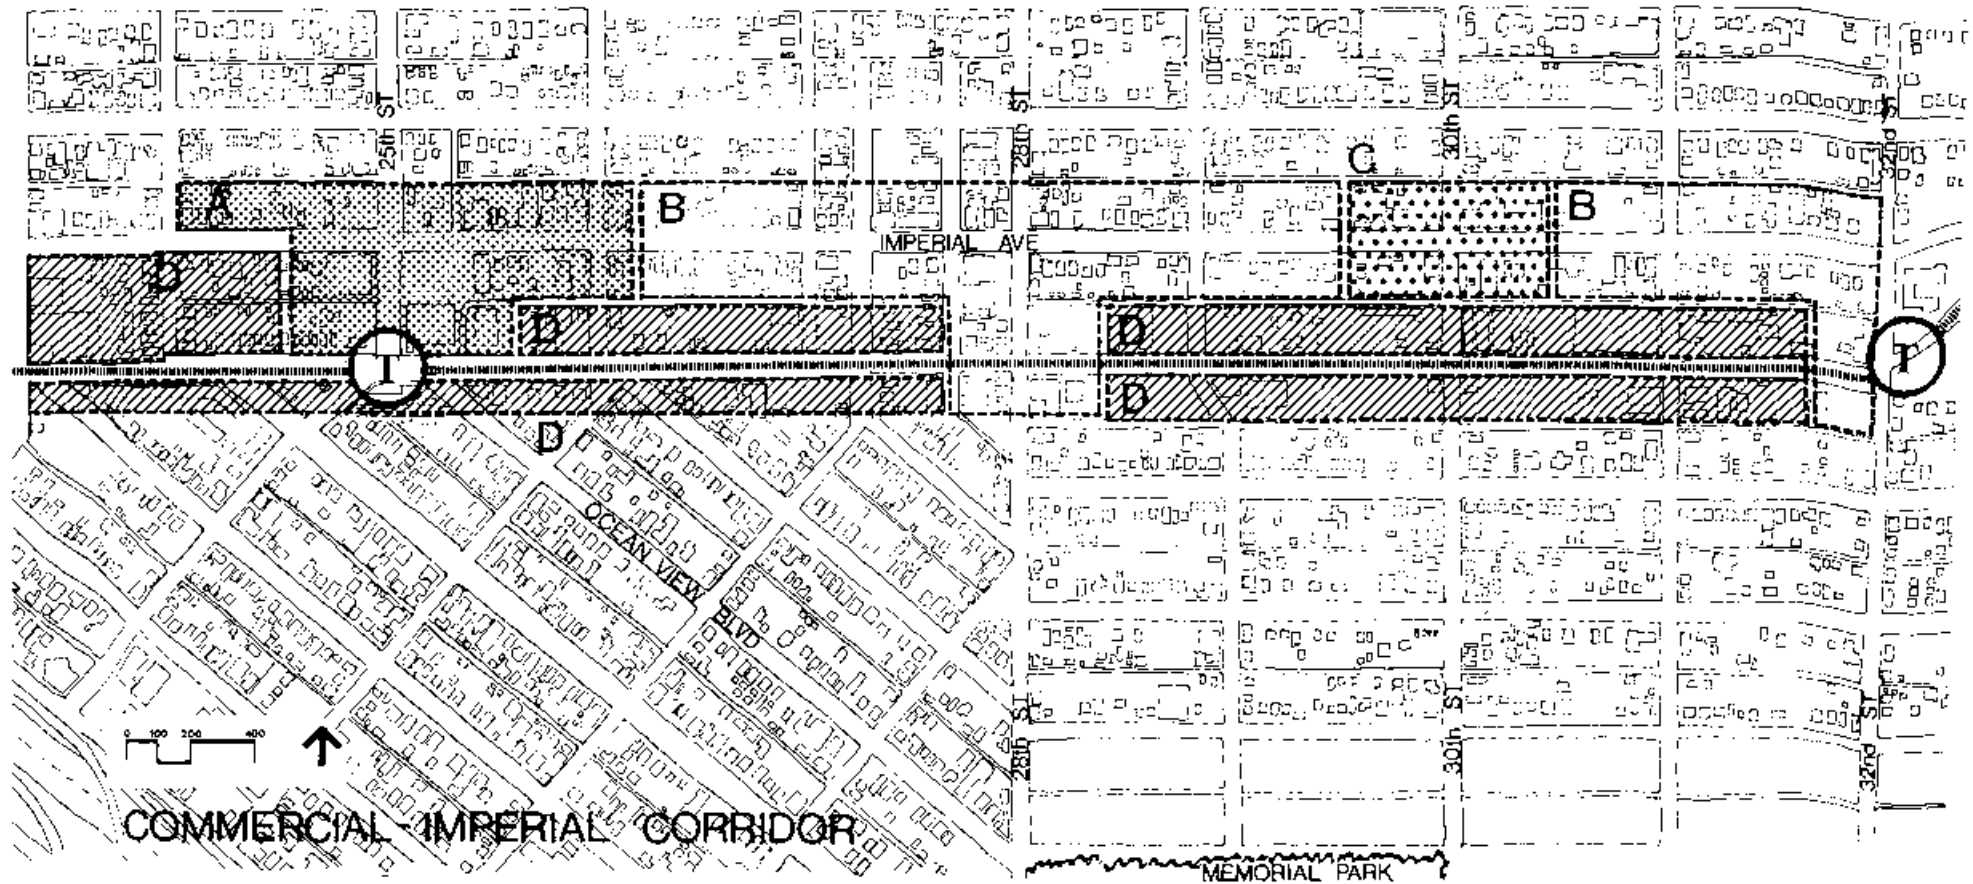 25th ST
28th ST
30th ST
32nd ST
C
A
B
B
IMPERIAL AVE
D
D
D
T
T
D
D
OCEAN VIEW BLVD
28th ST
30th ST
32nd ST
0 100 200 400
COMMERCIAL - IMPERIAL CORRIDOR
MEMORIAL PARK